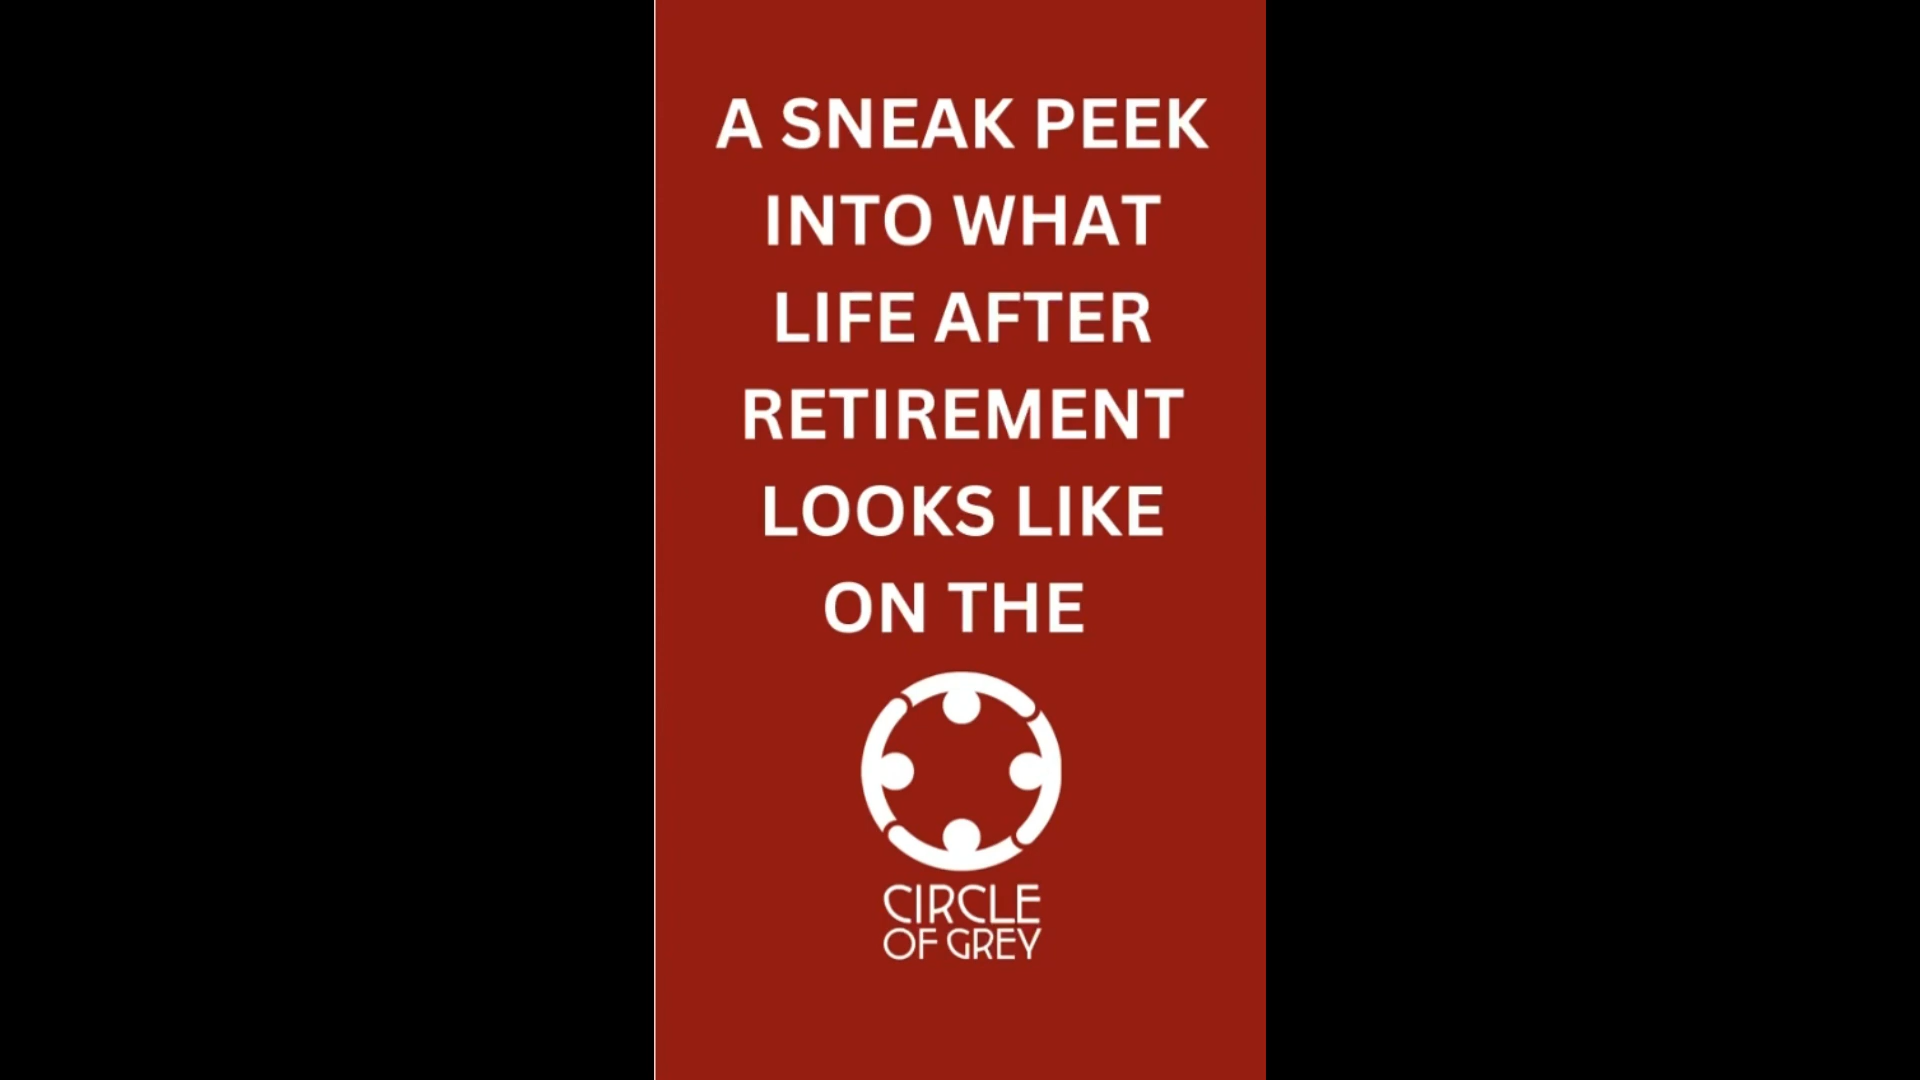 A SNEAK PEEK
INTO WHAT
LIFE AFTER
RETIREMENT
LOOKS LIKE
ON THE
CIRCLE
OF GREY